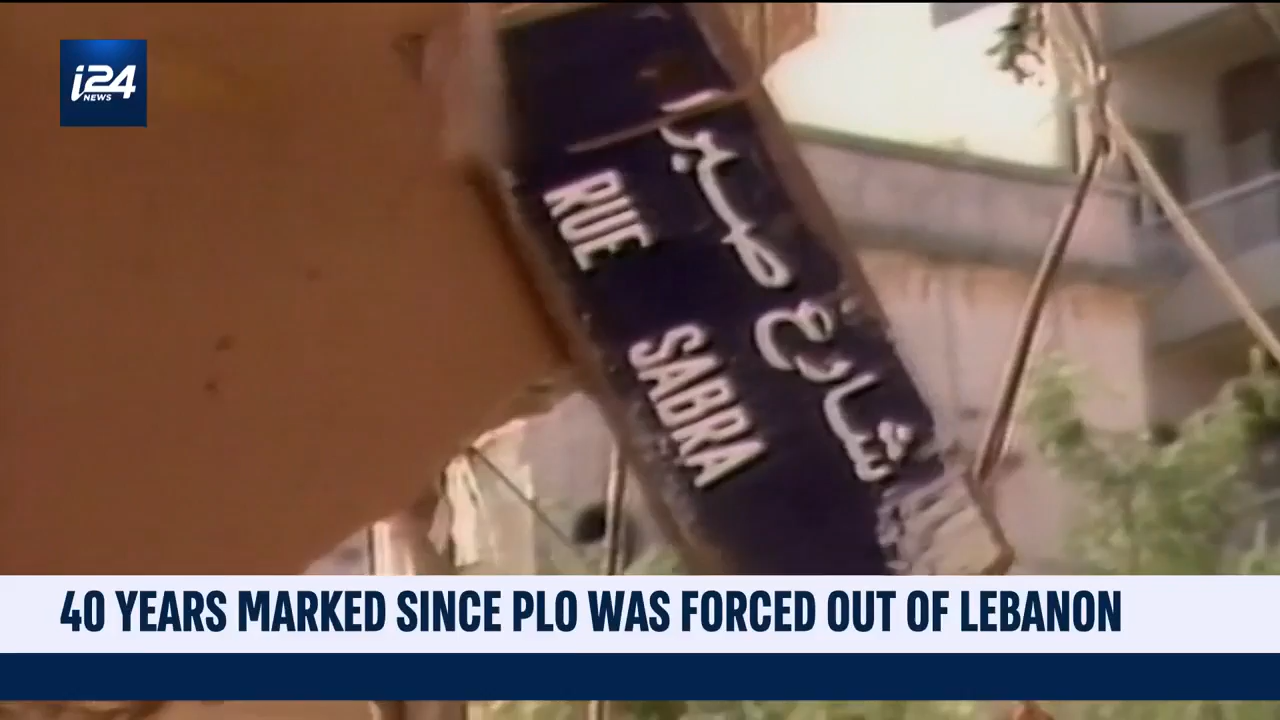 i24
NEWS
شارع صبرا
RUE SABRA
40 YEARS MARKED SINCE PLO WAS FORCED OUT OF LEBANON